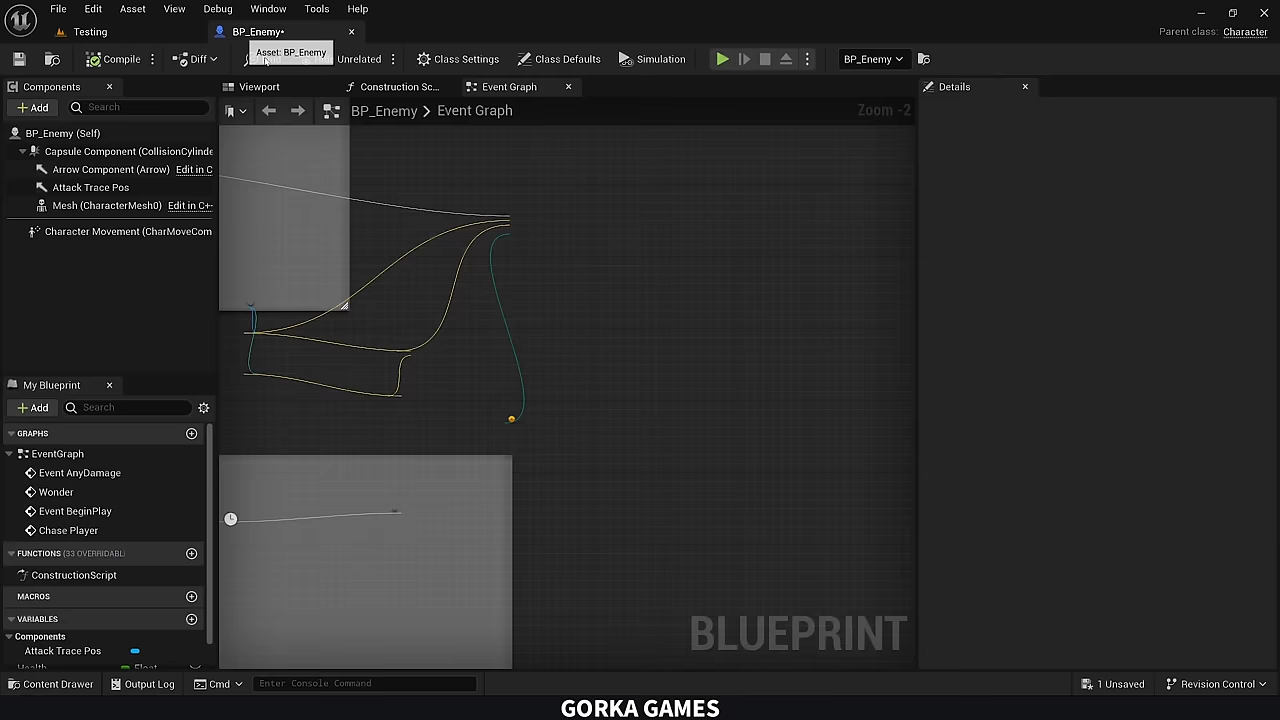 File Edit Asset View Debug Window Tools Help
Testing
BP_Enemy•
Parent class: Character
Asset: BP_Enemy
Compile
Diff
Unrelated
Class Settings
Class Defaults
Simulation
BP_Enemy
Components
Viewport
Construction Sc...
Event Graph
Details
Add
Search
BP_Enemy > Event Graph
Zoom -2
BP_Enemy (Self)
Capsule Component (CollisionCylinde
Arrow Component (Arrow) Edit in C
Attack Trace Pos
Mesh (CharacterMesh0) Edit in C++
Character Movement (CharMoveCom
My Blueprint
Add
Search
GRAPHS
EventGraph
Event AnyDamage
Wonder
Event BeginPlay
Chase Player
FUNCTIONS (33 OVERRIDABL
ConstructionScript
MACROS
VARIABLES
Components
Attack Trace Pos
Health Float
BLUEPRINT
Content Drawer
Output Log
Cmd
Enter Console Command
1 Unsaved
Revision Control
GORKA GAMES